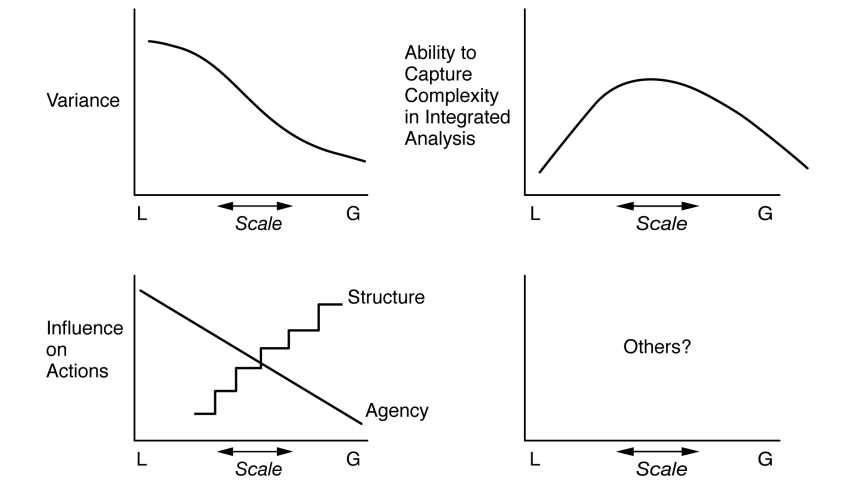 Variance
L
G
Scale
Ability to
Capture
Complexity
in Integrated
Analysis
L
G
Scale
Influence
on
Actions
Structure
Agency
L
G
Scale
Others?
L
G
Scale